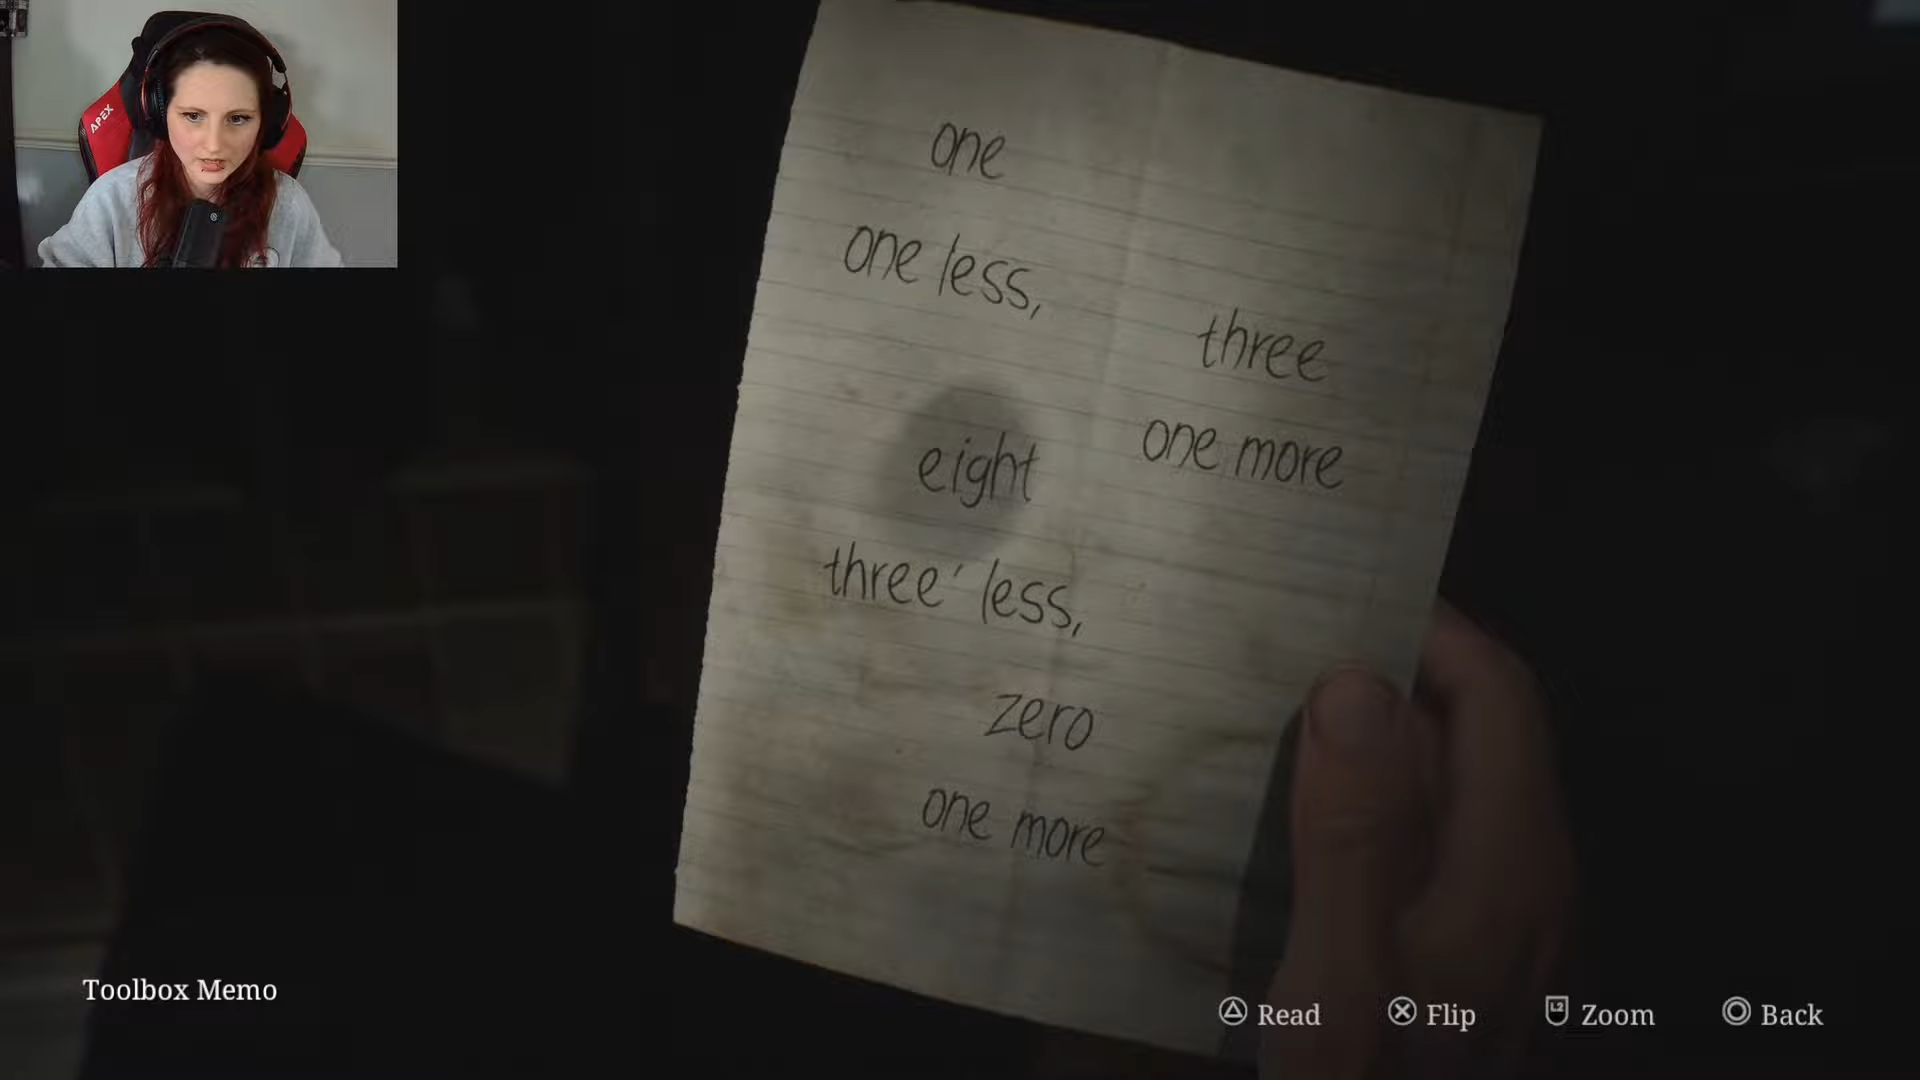 APEX
one
one less,
three
one more
eight
three' less,
zero
one more
Toolbox Memo
Read
Flip
L2 Zoom
Back